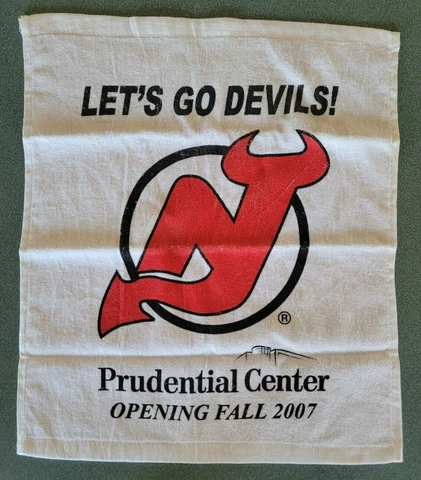 LET'S GO DEVILS!
®
Prudential Center
OPENING FALL 2007